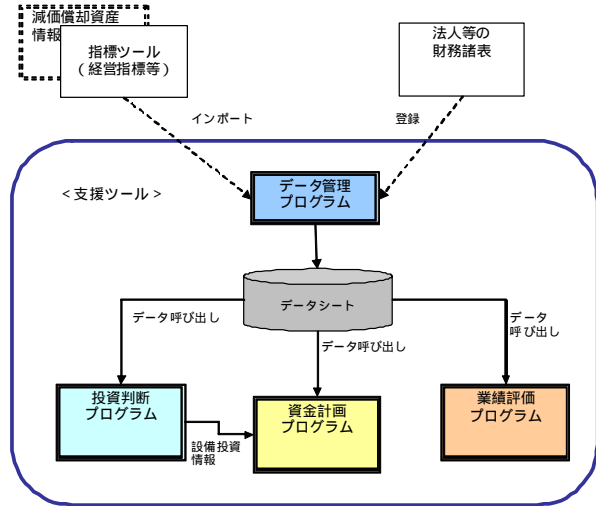 減価償却資産
情報
指標ツール
（経営指標等）
法人等の
財務諸表
インポート
登録
<支援ツール>
データ管理
プログラム
データシート
データ呼び出し
データ呼び出し
データ
呼び出し
投資判断
プログラム
設備投資
情報
資金計画
プログラム
業績評価
プログラム